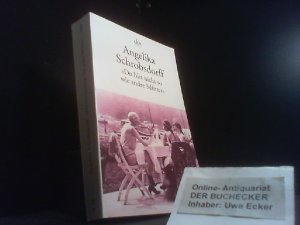 dtv
Angelika
Schrobsdorff
»Du bist nicht so
wie andre Mütter«
Online- Antiquariat
DER BUCHECKER
Inhaber: Uwe Ecker